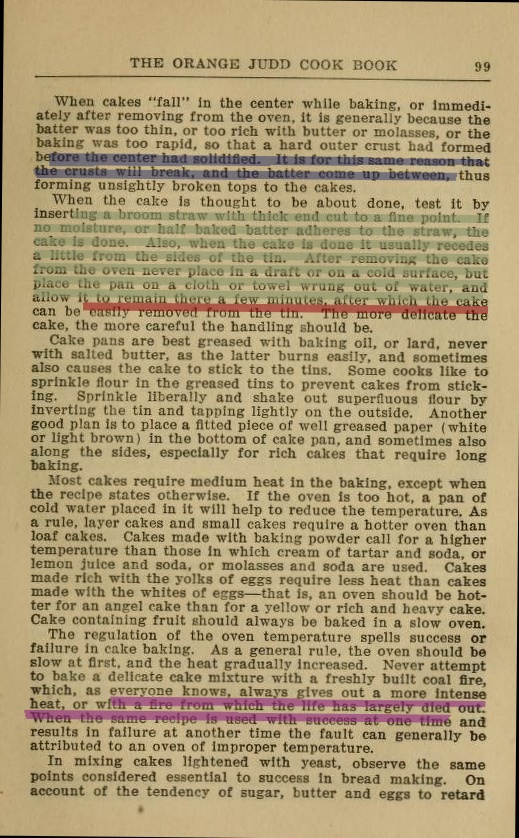 THE ORANGE JUDD COOK BOOK 99
When cakes "fall" in the center while baking, or immedi-
ately after removing from the oven, it is generally because the
batter was too thin, or too rich with butter or molasses, or the
baking was too rapid, so that a hard outer crust had formed
before the center had solidified. It is for this same reason that
the crusts will break, and the batter come up between, thus
forming unsightly broken tops to the cakes.
When the cake is thought to be about done, test it by
inserting a broom straw with thick end cut to a fine point. If
no moisture, or half baked batter adheres to the straw, the
cake is done. Also, when the cake is done it usually recedes
a little from the sides of the tin. After removing the cake
from the oven never place in a draft or on a cold surface, but
place the pan on a cloth or towel wrung out of water, and
allow it to remain there a few minutes, after which the cake
can be easily removed from the tin. The more delicate the
cake, the more careful the handling should be.
Cake pans are best greased with baking oil, or lard, never
with salted butter, as the latter burns easily, and sometimes
also causes the cake to stick to the tins. Some cooks like to
sprinkle flour in the greased tins to prevent cakes from stick-
ing. Sprinkle liberally and shake out superfluous flour by
inverting the tin and tapping lightly on the outside. Another
good plan is to place a fitted piece of well greased paper (white
or light brown) in the bottom of cake pan, and sometimes also
along the sides, especially for rich cakes that require long
baking.
Most cakes require medium heat in the baking, except when
the recipe states otherwise. If the oven is too hot, a pan of
cold water placed in it will help to reduce the temperature. As
a rule, layer cakes and small cakes require a hotter oven than
loaf cakes. Cakes made with baking powder call for a higher
temperature than those in which cream of tartar and soda, or
lemon juice and soda, or molasses and soda are used. Cakes
made rich with the yolks of eggs require less heat than cakes
made with the whites of eggs—that is, an oven should be hot-
ter for an angel cake than for a yellow or rich and heavy cake.
Cake containing fruit should always be baked in a slow oven.
The regulation of the oven temperature spells success or
failure in cake baking. As a general rule, the oven should be
slow at first, and the heat gradually increased. Never attempt
to bake a delicate cake mixture with a freshly built coal fire,
which, as everyone knows, always gives out a more intense
heat, or with a fire from which the life has largely died out.
When the same recipe is used with success at one time and
results in failure at another time the fault can generally be
attributed to an oven of improper temperature.
In mixing cakes lightened with yeast, observe the same
points considered essential to success in bread making. On
account of the tendency of sugar, butter and eggs to retard